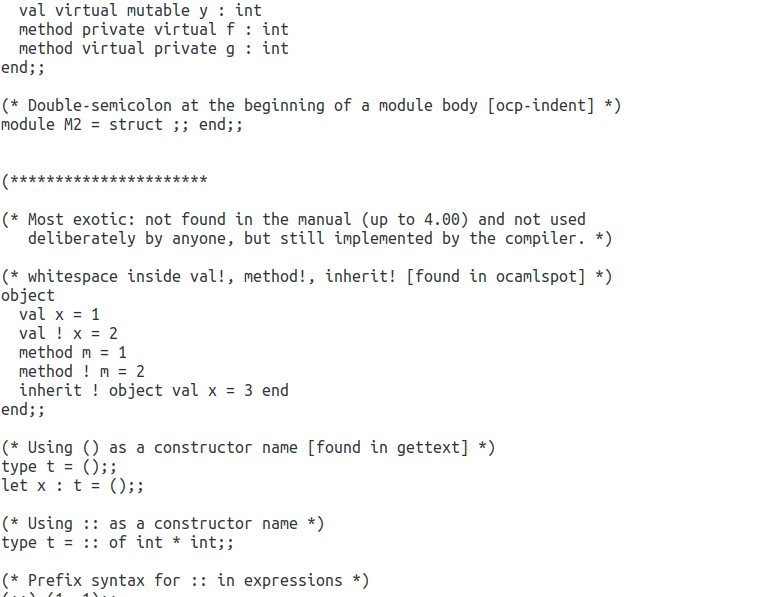 val virtual mutable y : int
  method private virtual f : int
  method virtual private g : int
end;;

(* Double-semicolon at the beginning of a module body [ocp-indent] *)
module M2 = struct ;; end;;


(**********************

(* Most exotic: not found in the manual (up to 4.00) and not used
   deliberately by anyone, but still implemented by the compiler. *)

(* whitespace inside val!, method!, inherit! [found in ocamlspot] *)
object
  val x = 1
  val ! x = 2
  method m = 1
  method ! m = 2
  inherit ! object val x = 3 end
end;;

(* Using () as a constructor name [found in gettext] *)
type t = ();;
let x : t = ();;

(* Using :: as a constructor name *)
type t = :: of int * int;;

(* Prefix syntax for :: in expressions *)